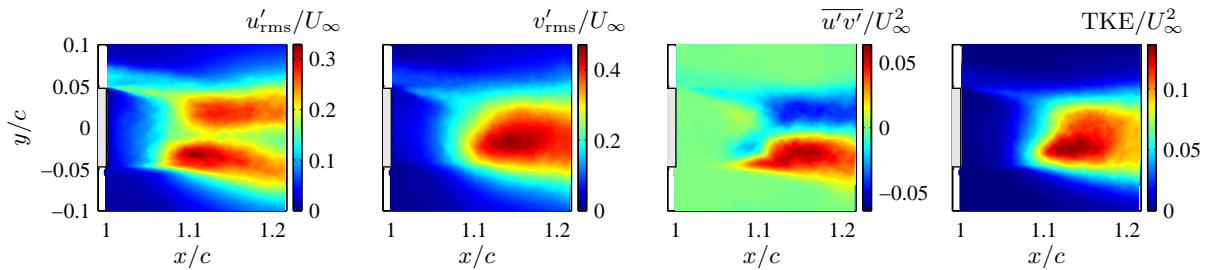 u′rms/U∞ v′rms/U∞ u′v′/U²∞ TKE/U²∞
0.1 0.3 0.4 0.05 0.1
0.05 0.2
y/c 0 0.2 0 0.05
−0.05 0.1 −0.05
−0.1 0 0 0
1 1.1 1.2 1 1.1 1.2 1 1.1 1.2 1 1.1 1.2
x/c x/c x/c x/c